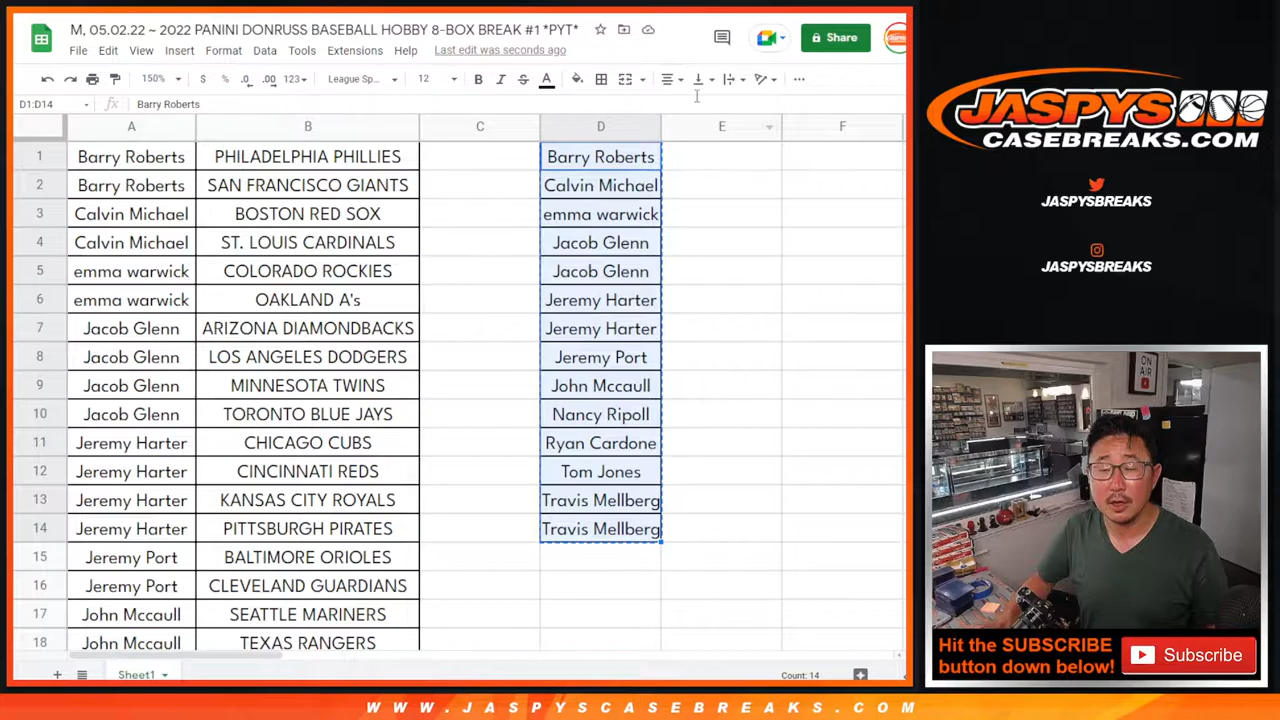 M, 05.02.22 ~ 2022 PANINI DONRUSS BASEBALL HOBBY 8-BOX BREAK #1 *PYT*
File Edit View Insert Format Data Tools Extensions Help Last edit was seconds ago
Share
150% $ % .0 .00 123 League Sp... 12 B I S A
D1:D14 fx Barry Roberts
A B C D E F
1 Barry Roberts PHILADELPHIA PHILLIES Barry Roberts
2 Barry Roberts SAN FRANCISCO GIANTS Calvin Michael
3 Calvin Michael BOSTON RED SOX emma warwick
4 Calvin Michael ST. LOUIS CARDINALS Jacob Glenn
5 emma warwick COLORADO ROCKIES Jacob Glenn
6 emma warwick OAKLAND A's Jeremy Harter
7 Jacob Glenn ARIZONA DIAMONDBACKS Jeremy Harter
8 Jacob Glenn LOS ANGELES DODGERS Jeremy Port
9 Jacob Glenn MINNESOTA TWINS John Mccaull
10 Jacob Glenn TORONTO BLUE JAYS Nancy Ripoll
11 Jeremy Harter CHICAGO CUBS Ryan Cardone
12 Jeremy Harter CINCINNATI REDS Tom Jones
13 Jeremy Harter KANSAS CITY ROYALS Travis Mellberg
14 Jeremy Harter PITTSBURGH PIRATES Travis Mellberg
15 Jeremy Port BALTIMORE ORIOLES
16 Jeremy Port CLEVELAND GUARDIANS
17 John Mccaull SEATTLE MARINERS
18 John Mccaull TEXAS RANGERS
Sheet1
Count: 14
JASPYS
CASEBREAKS.COM
JASPYSBREAKS
JASPYSBREAKS
ON
AIR
Hit the SUBSCRIBE
button down below!
Subscribe
WWW.JASPYSCASEBREAKS.COM